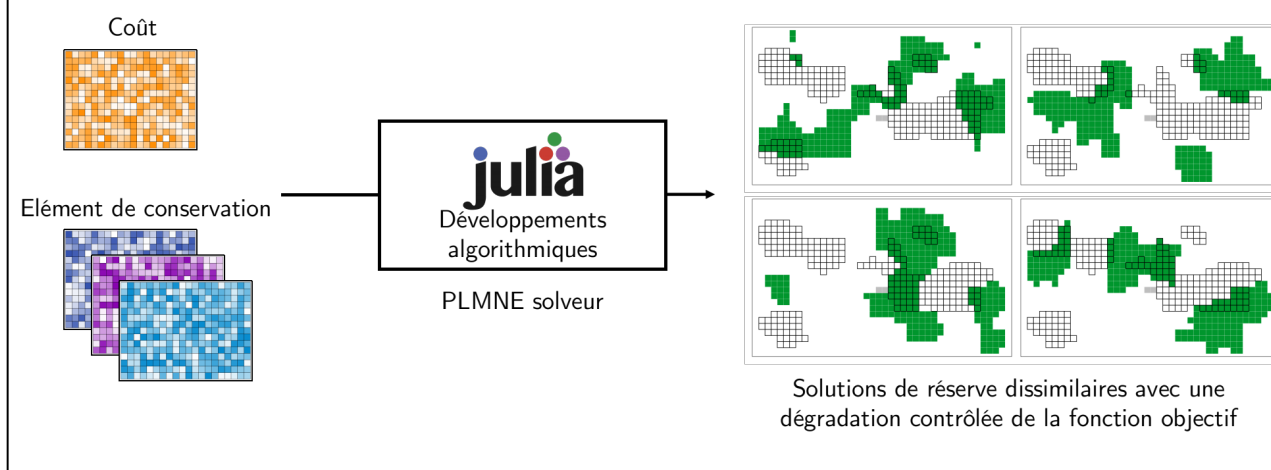 Coût
Elément de conservation
julia
Développements
algorithmiques
PLMNE solveur
Solutions de réserve dissimilaires avec une
dégradation contrôlée de la fonction objectif